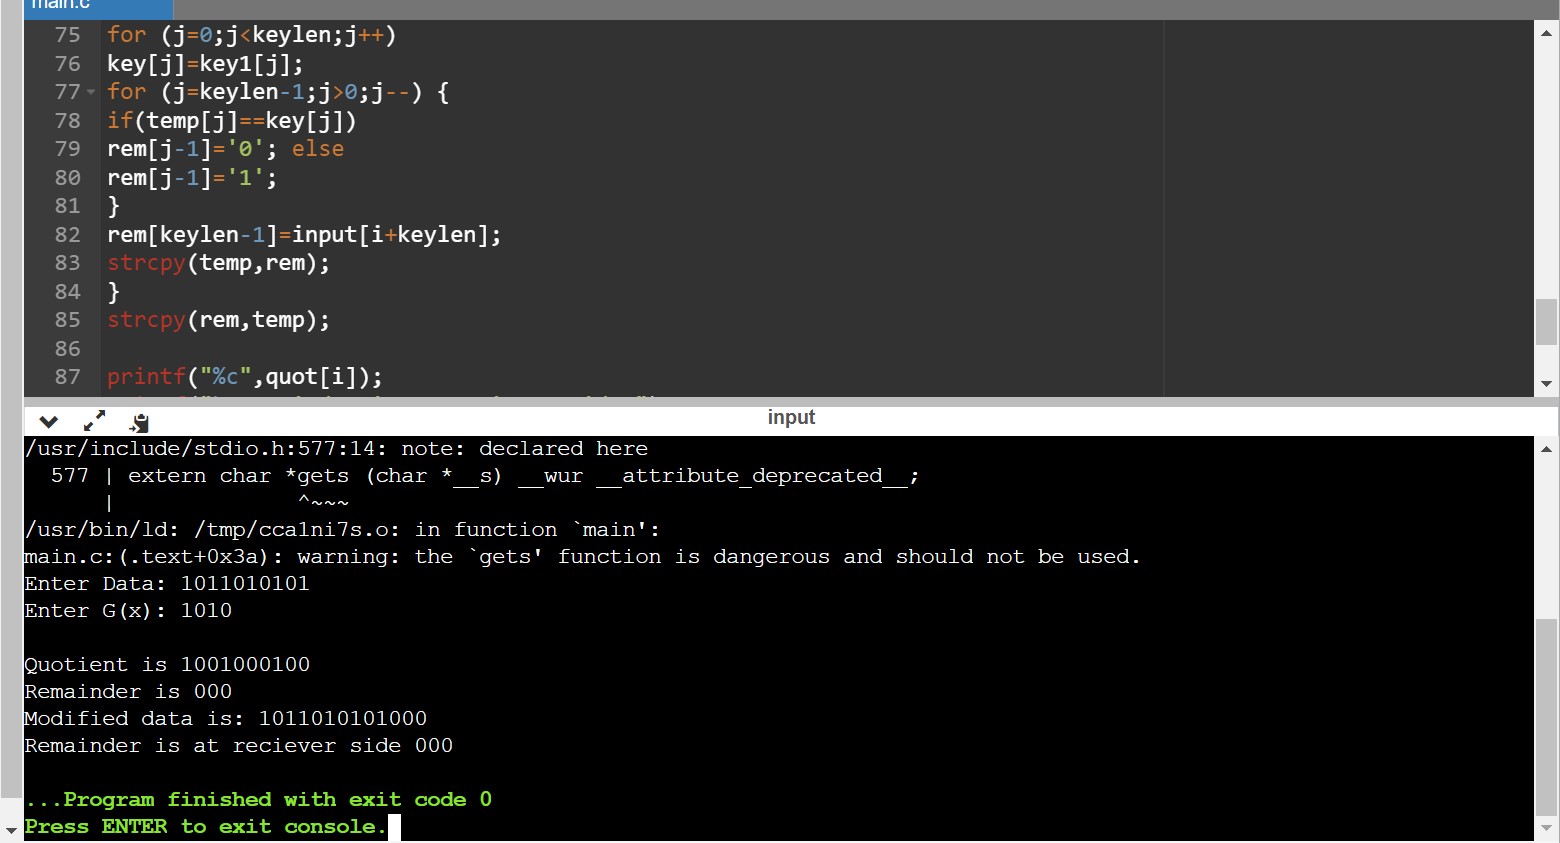 main.c
75 for (j=0;j<keylen;j++)
76 key[j]=key1[j];
77 for (j=keylen-1;j>0;j--) {
78 if(temp[j]==key[j])
79 rem[j-1]='0'; else
80 rem[j-1]='1';
81 }
82 rem[keylen-1]=input[i+keylen];
83 strcpy(temp,rem);
84 }
85 strcpy(rem,temp);
86
87 printf("%c",quot[i]);
input
/usr/include/stdio.h:577:14: note: declared here
577 | extern char *gets (char *__s) __wur __attribute_deprecated__;
| ^~~~
/usr/bin/ld: /tmp/cca1ni7s.o: in function `main':
main.c:(.text+0x3a): warning: the `gets' function is dangerous and should not be used.
Enter Data: 1011010101
Enter G(x): 1010
Quotient is 1001000100
Remainder is 000
Modified data is: 1011010101000
Remainder is at reciever side 000
...Program finished with exit code 0
Press ENTER to exit console.